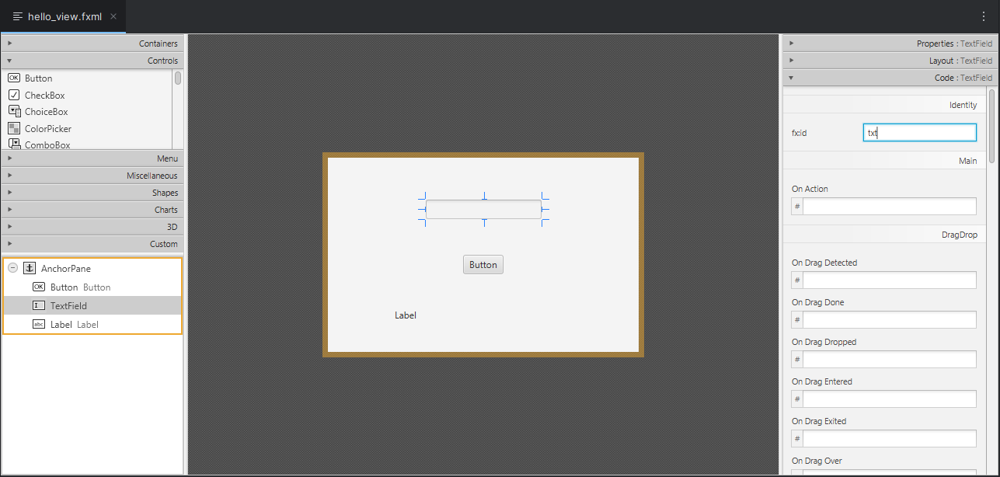 hello_view.fxml
Containers
Controls
OK Button
CheckBox
ChoiceBox
ColorPicker
ComboBox
Menu
Miscellaneous
Shapes
Charts
3D
Custom
AnchorPane
OK Button Button
TextField
abc Label Label
Button
Label
Properties : TextField
Layout : TextField
Code : TextField
Identity
fx:id txt
Main
On Action
#
DragDrop
On Drag Detected
#
On Drag Done
#
On Drag Dropped
#
On Drag Entered
#
On Drag Exited
#
On Drag Over